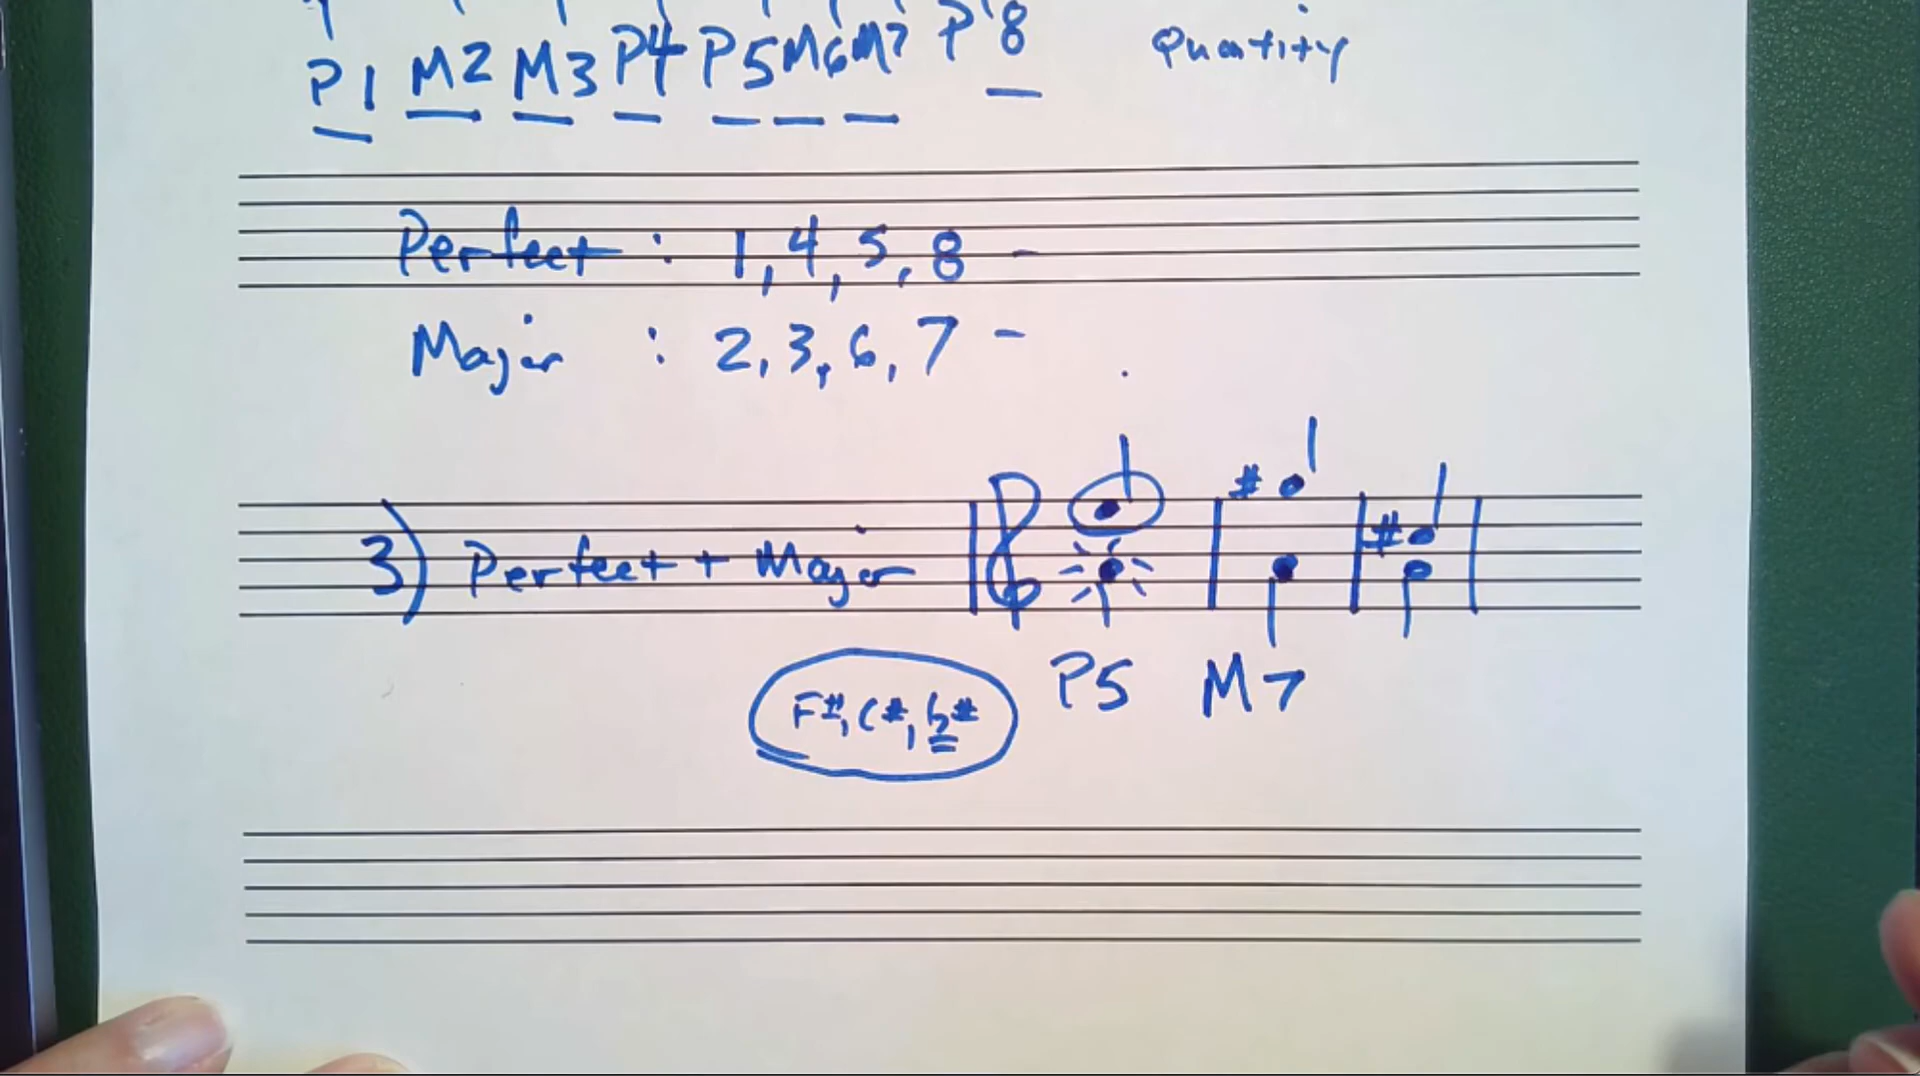 P1 M2 M3 P4 P5 M6 M7 P8 Quantity
Perfect : 1, 4, 5, 8 -
Major : 2, 3, 6, 7 -
3) Perfect + Major
P5 M7
F#, C#, G#